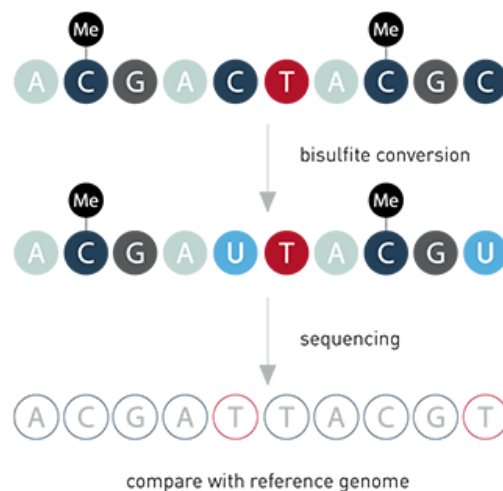 Me Me
A C G A C T A C G C
bisulfite conversion
Me Me
A C G A U T A C G U
sequencing
A C G A T T A C G T
compare with reference genome